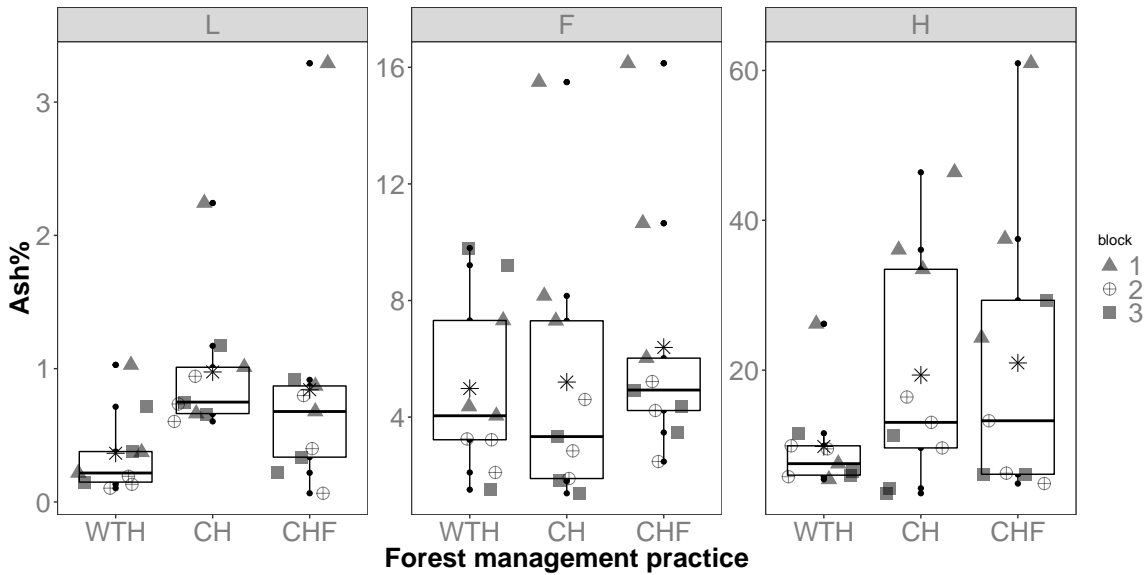 L F H
Ash%
3
2
1
0
16
12
8
4
60
40
20
WTH CH CHF WTH CH CHF WTH CH CHF
Forest management practice
block
1
2
3